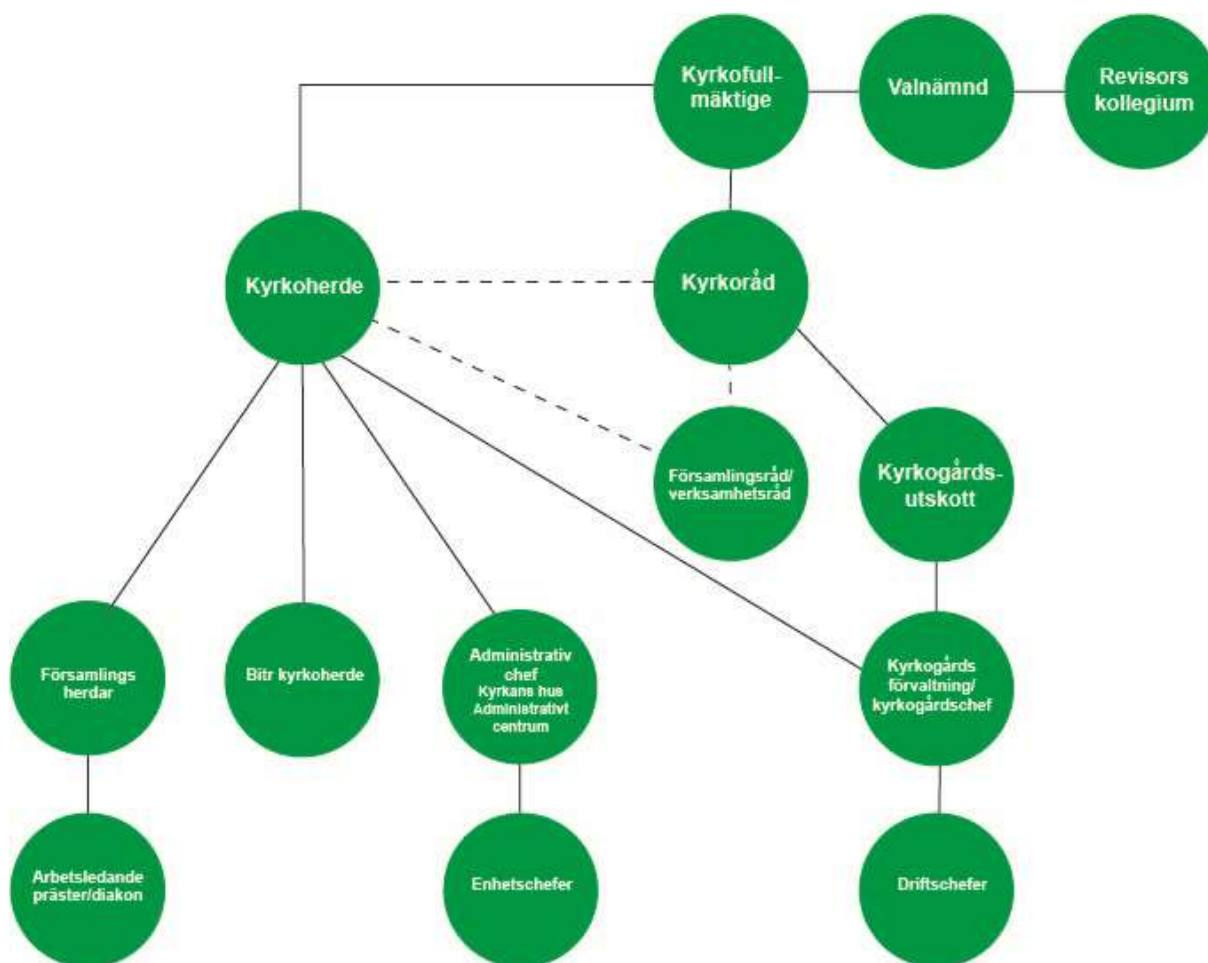 Kyrkofull-
mäktige
Valnämnd
Revisors
kollegium
Kyrkoherde
Kyrkoråd
Församlingsråd/
verksamhetsråd
Kyrkogårds-
utskott
Församlings
herdar
Bitr kyrkoherde
Administrativ
chef
Kyrkans hus
Administrativt
centrum
Kyrkogårds
förvaltning/
kyrkogårdschef
Arbetsledande
präster/diakon
Enhetschefer
Driftschefer